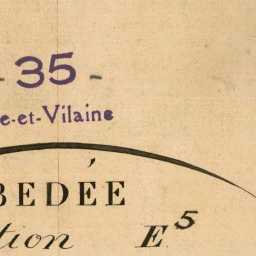 - 35 -
e-et-Vilaine
BEDÉE
tion E⁵